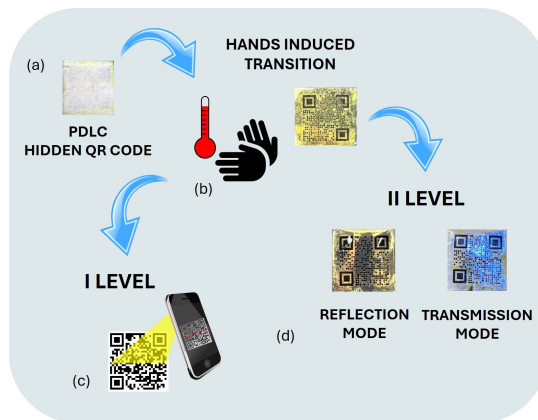 (a)
HANDS INDUCED
TRANSITION
PDLC
HIDDEN QR CODE
(b)
II LEVEL
I LEVEL
REFLECTION
MODE
TRANSMISSION
MODE
(d)
(c)